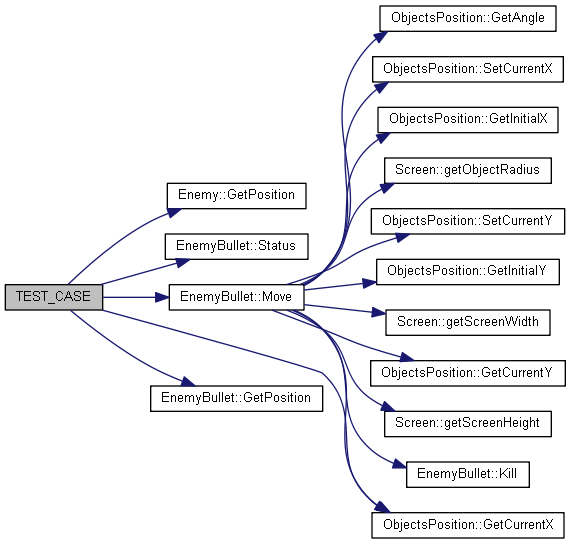 TEST_CASE
Enemy::GetPosition
EnemyBullet::Status
EnemyBullet::Move
EnemyBullet::GetPosition
ObjectsPosition::GetAngle
ObjectsPosition::SetCurrentX
ObjectsPosition::GetInitialX
Screen::getObjectRadius
ObjectsPosition::SetCurrentY
ObjectsPosition::GetInitialY
Screen::getScreenWidth
ObjectsPosition::GetCurrentY
Screen::getScreenHeight
EnemyBullet::Kill
ObjectsPosition::GetCurrentX